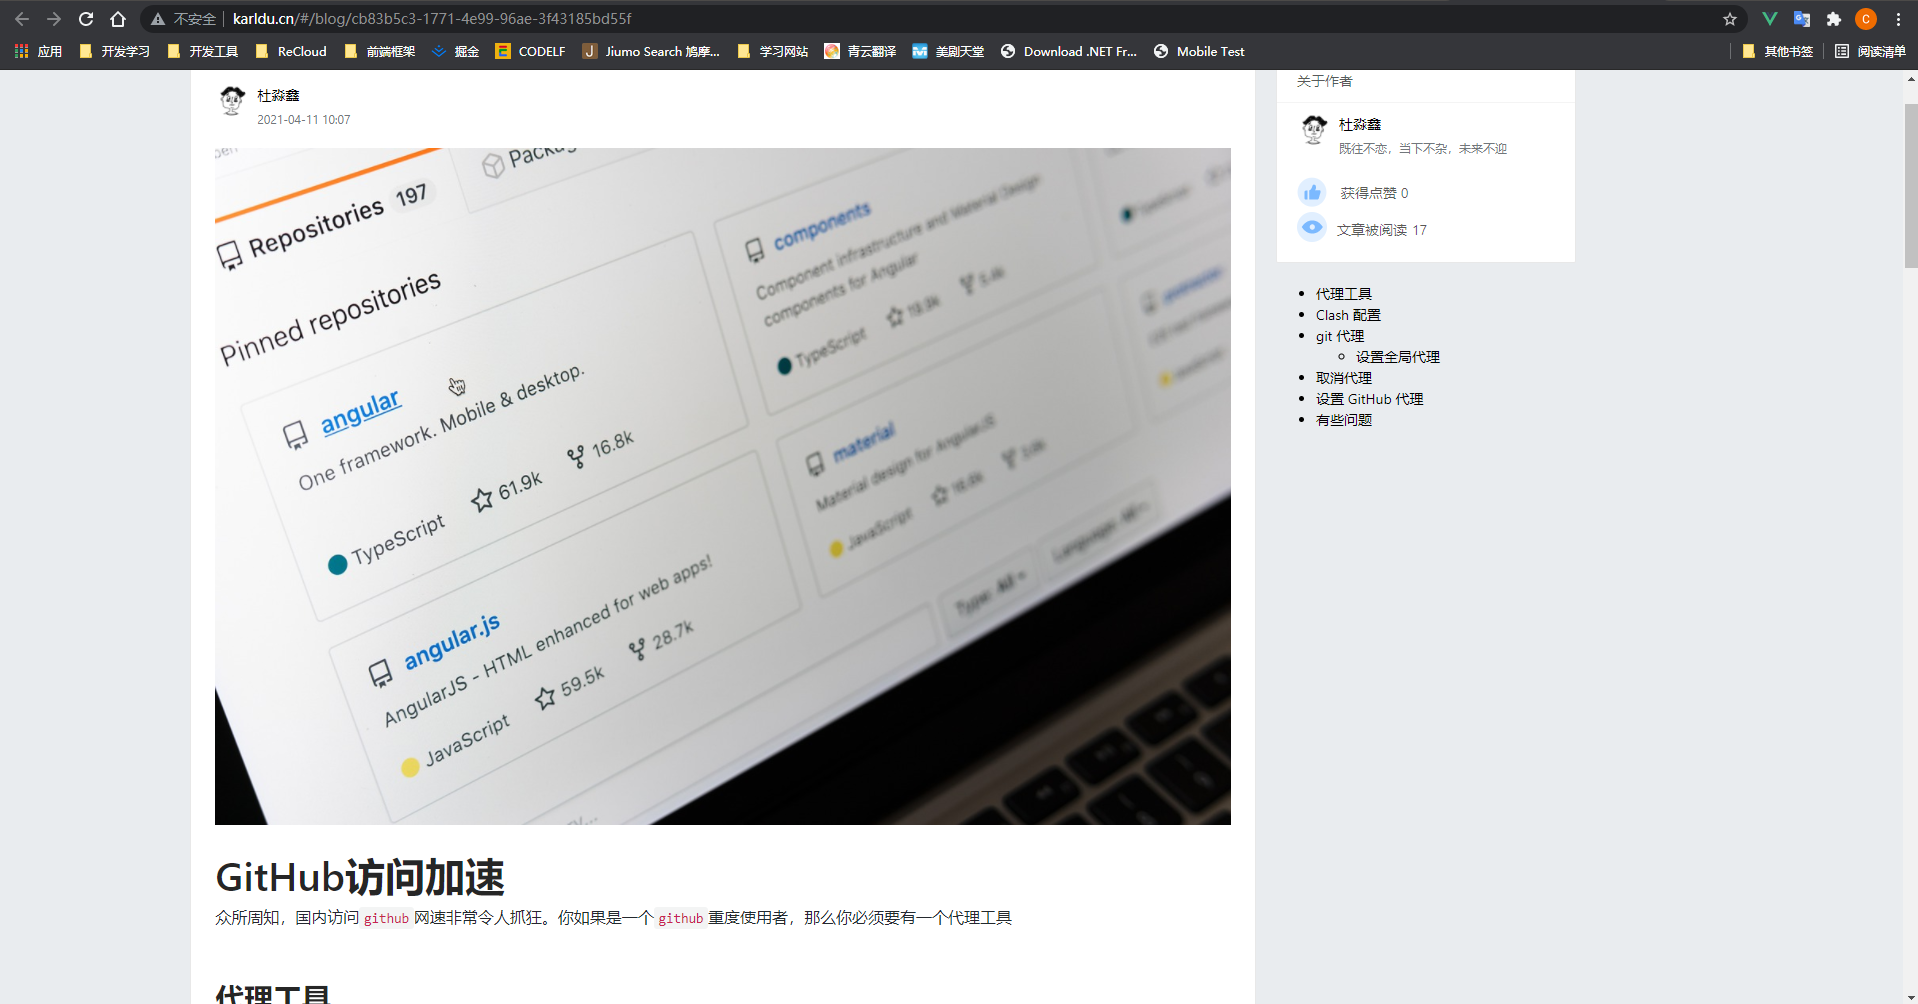 不安全 karldu.cn/#/blog/cb83b5c3-1771-4e99-96ae-3f43185bd55f
应用 开发学习 开发工具 ReCloud 前端框架 掘金 CODELF Jiumo Search 鸠摩... 学习网站 青云翻译 美剧天堂 Download .NET Fr... Mobile Test 其他书签 阅读清单
杜淼鑫
2021-04-11 10:07
Repositories 197
Pinned repositories
angular
One framework. Mobile & desktop.
TypeScript 61.9k 16.8k
angular.js
AngularJS - HTML enhanced for web apps!
JavaScript 59.5k 28.7k
components
Component infrastructure and Material Design
components for Angular
TypeScript
material
Material design for AngularJS
JavaScript
Type: All
GitHub访问加速
众所周知，国内访问 github 网速非常令人抓狂。你如果是一个 github 重度使用者，那么你必须要有一个代理工具
代理工具
关于作者
杜淼鑫
既往不恋，当下不杂，未来不迎
获得点赞 0
文章被阅读 17
代理工具
Clash 配置
git 代理
设置全局代理
取消代理
设置 GitHub 代理
有些问题
C